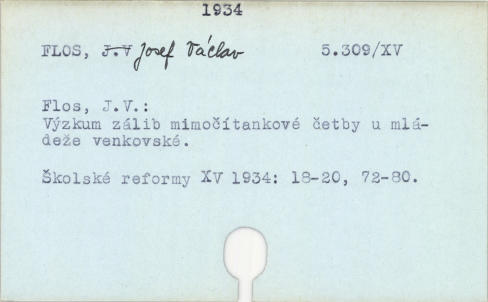 1934
FLOS, J.V Josef Václav 5.309/XV
Flos, J.V.:
Výzkum zálib mimočítankové četby u mlá-
deže venkovské.
Školské reformy XV 1934: 18-20, 72-80.